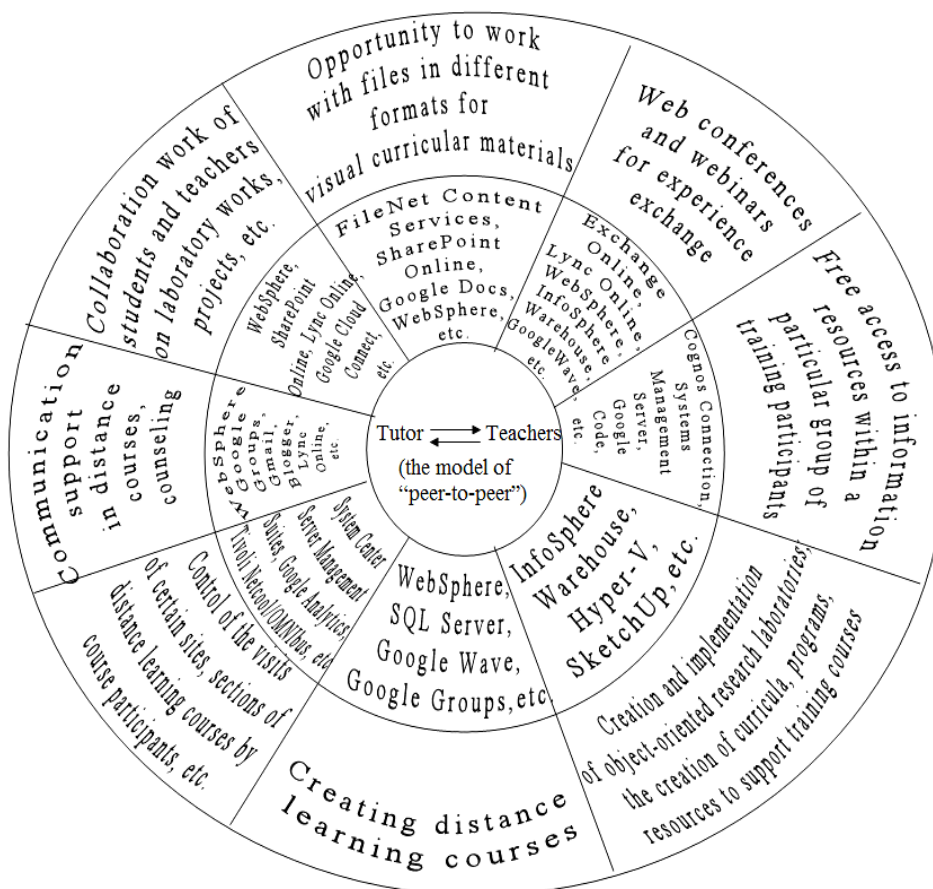 Opportunity to work
with files in different
formats for
visual curricular materials
Web conferences
and webinars
for experience
exchange
Free access to information
resources within a
particular group of
training participants
Creation and implementation
of object-oriented research laboratories,
the creation of curricula, programs,
resources to support training courses
Creating distance
learning courses
Control of the visits
of certain sites, sections of
distance learning courses by
course participants, etc.
Communication
support
in distance
courses,
counseling
Collaboration work of
students and teachers
on laboratory works,
projects, etc.
FileNet Content
Services,
SharePoint
Online,
Google Docs,
WebSphere,
etc.
Exchange
Online,
Lync Online,
WebSphere,
InfoSphere
Warehouse,
GoogleWave,
etc.
Cognos Connection,
Systems
Management
Server,
Google
Code,
etc.
InfoSphere
Warehouse,
Hyper-V,
SketchUp, etc.
WebSphere,
SQL Server,
Google Wave,
Google Groups, etc
System Center
Server Management
Suites, Google Analytics,
Tivoli Netcool/OMNIbus, etc
WebSphere
Google
Groups,
Gmail,
Blogger,
Lync
Online,
etc.
WebSphere,
SharePoint
Online, Lync Online,
Google Cloud
Connect,
etc.
Tutor Teachers
(the model of
“peer-to-peer”)